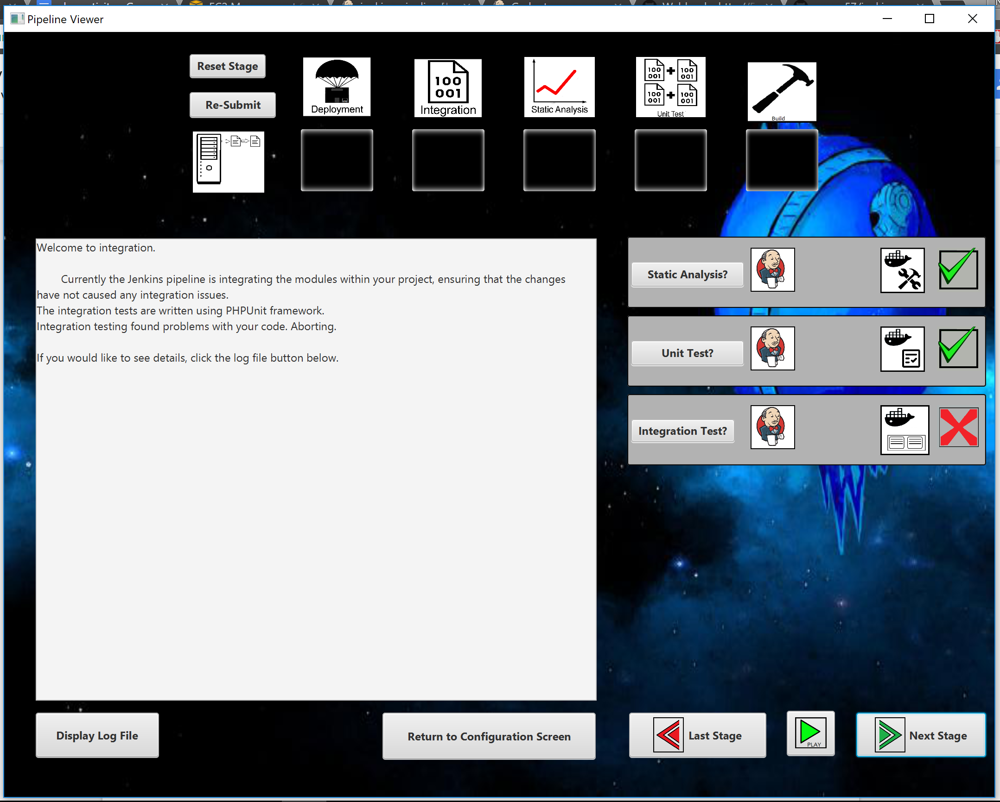 Pipeline Viewer
Reset Stage
Re-Submit
Deployment
100
001
Integration
Static Analysis
100
001
100
001
100
001
100
001
Unit Test
Build
Welcome to integration.
Currently the Jenkins pipeline is integrating the modules within your project, ensuring that the changes
have not caused any integration issues.
The integration tests are written using PHPUnit framework.
Integration testing found problems with your code. Aborting.
If you would like to see details, click the log file button below.
Static Analysis?
Unit Test?
Integration Test?
Display Log File
Return to Configuration Screen
Last Stage
PLAY
Next Stage